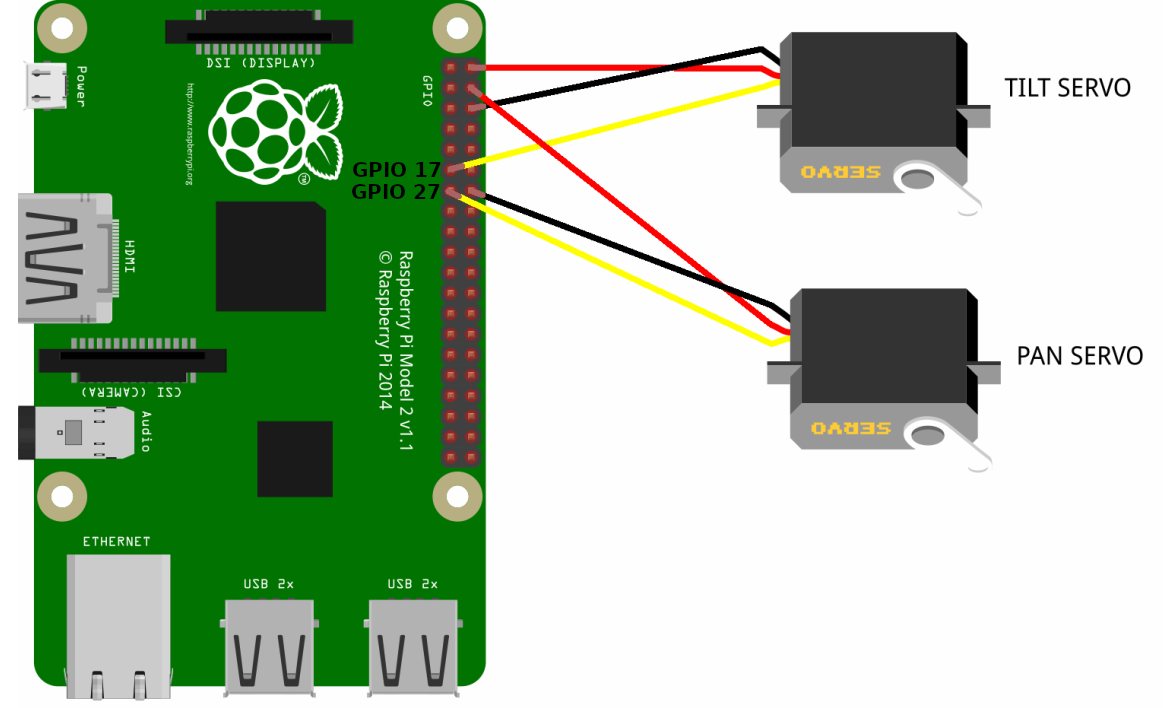 DSI (DISPLAY)
Power
GPIO
http://www.raspberrypi.org
TM
TILT SERVO
SERVO
GPIO 17
GPIO 27
HDMI
Raspberry Pi Model 2 v1.1
© Raspberry Pi 2014
PAN SERVO
CSI (CAMERA)
Audio
SERVO
ETHERNET
USB 2x
USB 2x